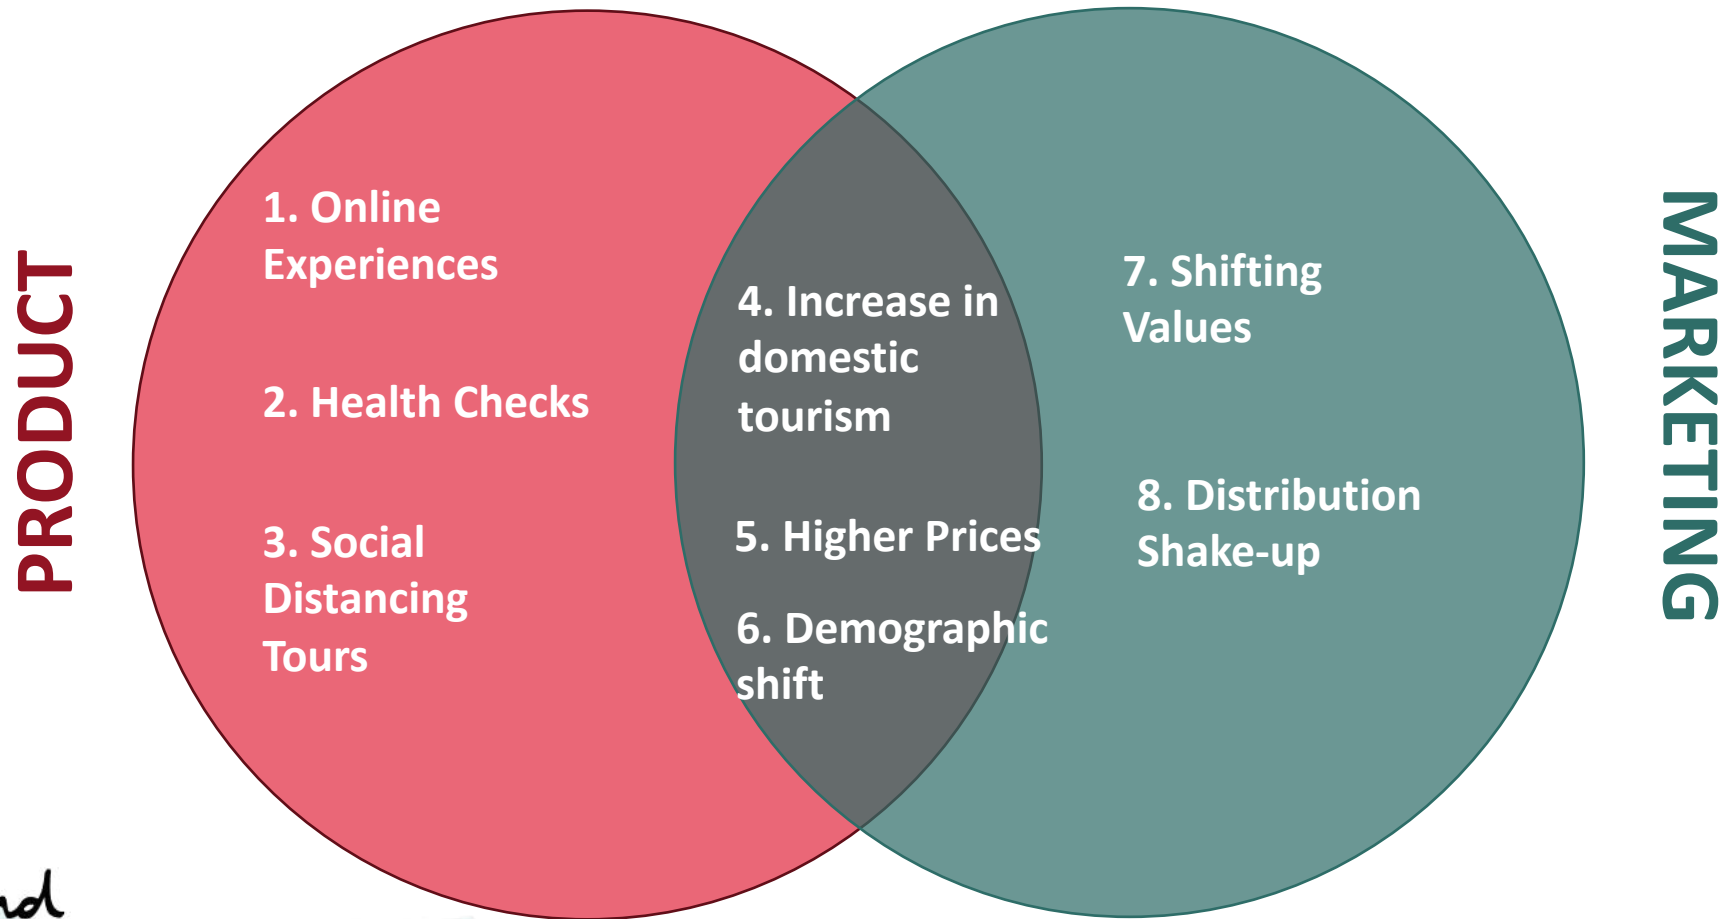 PRODUCT
1. Online
Experiences
2. Health Checks
3. Social
Distancing
Tours
4. Increase in
domestic
tourism
5. Higher Prices
6. Demographic
shift
7. Shifting
Values
8. Distribution
Shake-up
MARKETING